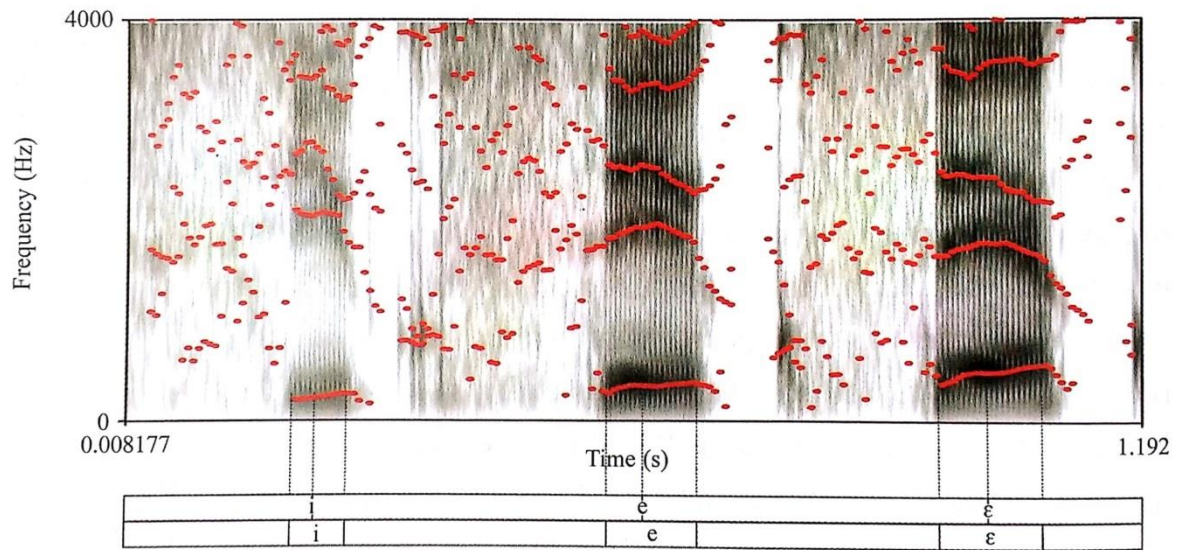 4000
Frequency (Hz)
0
0.008177
Time (s)
1.192
i
e
ε
i
e
ε